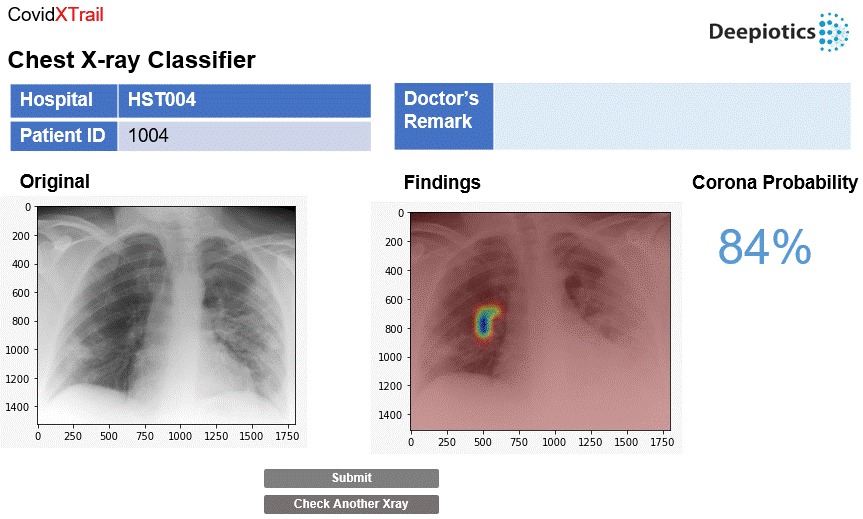 CovidXTrail
Deepiotics
Chest X-ray Classifier
Hospital HST004
Patient ID 1004
Doctor's
Remark
Original
Findings
Corona Probability
84%
0
200
400
600
800
1000
1200
1400
0 250 500 750 1000 1250 1500 1750
0
200
400
600
800
1000
1200
1400
0 250 500 750 1000 1250 1500 1750
Submit
Check Another Xray